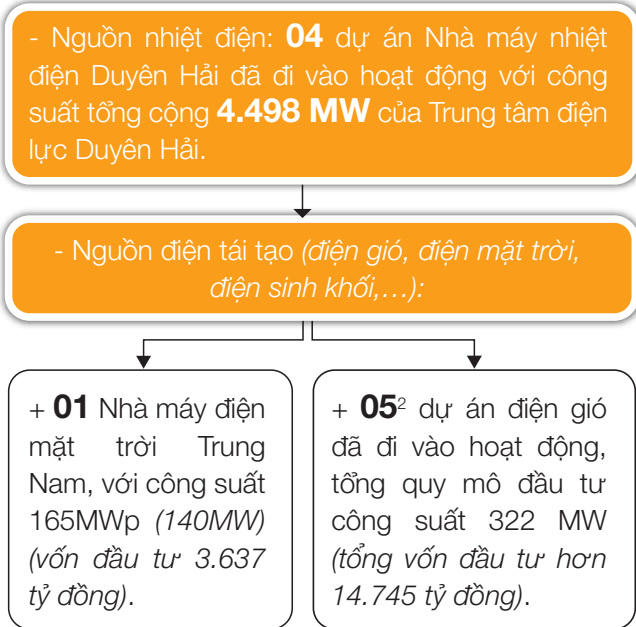 - Nguồn nhiệt điện: 04 dự án Nhà máy nhiệt
điện Duyên Hải đã đi vào hoạt động với công
suất tổng cộng 4.498 MW của Trung tâm điện
lực Duyên Hải.
- Nguồn điện tái tạo (điện gió, điện mặt trời,
điện sinh khối,…):
+ 01 Nhà máy điện
mặt trời Trung
Nam, với công suất
165MWp (140MW)
(vốn đầu tư 3.637
tỷ đồng).
+ 05² dự án điện gió
đã đi vào hoạt động,
tổng quy mô đầu tư
công suất 322 MW
(tổng vốn đầu tư hơn
14.745 tỷ đồng).